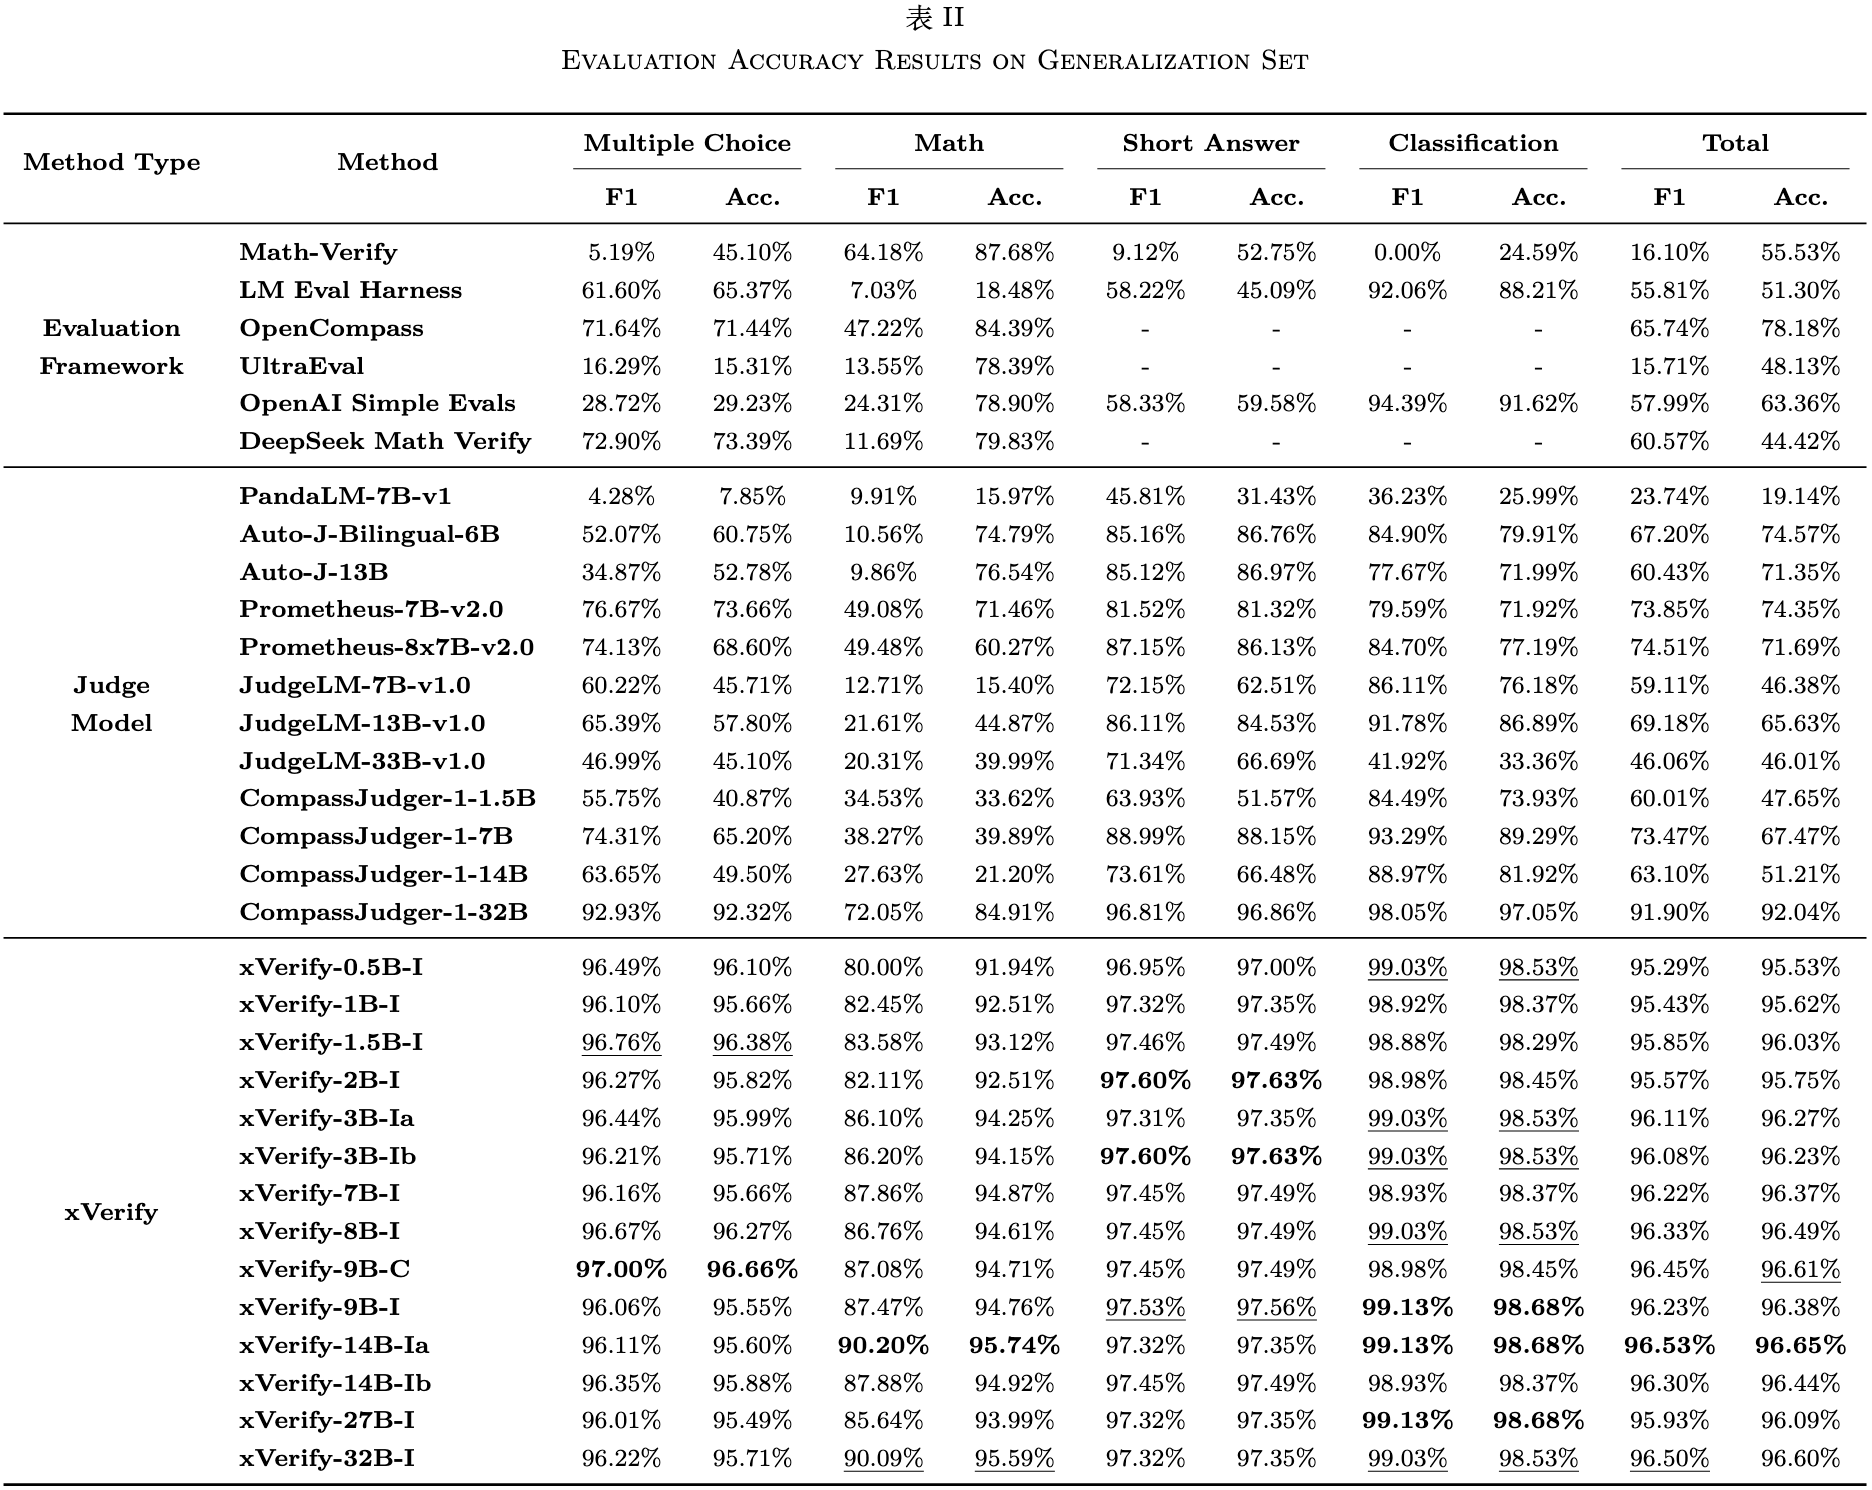 表 II
Evaluation Accuracy Results on Generalization Set
Method Type Method Multiple Choice Math Short Answer Classification Total
F1 Acc. F1 Acc. F1 Acc. F1 Acc. F1 Acc.
Evaluation Framework
Math-Verify 5.19% 45.10% 64.18% 87.68% 9.12% 52.75% 0.00% 24.59% 16.10% 55.53%
LM Eval Harness 61.60% 65.37% 7.03% 18.48% 58.22% 45.09% 92.06% 88.21% 55.81% 51.30%
OpenCompass 71.64% 71.44% 47.22% 84.39% - - - - 65.74% 78.18%
UltraEval 16.29% 15.31% 13.55% 78.39% - - - - 15.71% 48.13%
OpenAI Simple Evals 28.72% 29.23% 24.31% 78.90% 58.33% 59.58% 94.39% 91.62% 57.99% 63.36%
DeepSeek Math Verify 72.90% 73.39% 11.69% 79.83% - - - - 60.57% 44.42%
Judge Model
PandaLM-7B-v1 4.28% 7.85% 9.91% 15.97% 45.81% 31.43% 36.23% 25.99% 23.74% 19.14%
Auto-J-Bilingual-6B 52.07% 60.75% 10.56% 74.79% 85.16% 86.76% 84.90% 79.91% 67.20% 74.57%
Auto-J-13B 34.87% 52.78% 9.86% 76.54% 85.12% 86.97% 77.67% 71.99% 60.43% 71.35%
Prometheus-7B-v2.0 76.67% 73.66% 49.08% 71.46% 81.52% 81.32% 79.59% 71.92% 73.85% 74.35%
Prometheus-8x7B-v2.0 74.13% 68.60% 49.48% 60.27% 87.15% 86.13% 84.70% 77.19% 74.51% 71.69%
JudgeLM-7B-v1.0 60.22% 45.71% 12.71% 15.40% 72.15% 62.51% 86.11% 76.18% 59.11% 46.38%
JudgeLM-13B-v1.0 65.39% 57.80% 21.61% 44.87% 86.11% 84.53% 91.78% 86.89% 69.18% 65.63%
JudgeLM-33B-v1.0 46.99% 45.10% 20.31% 39.99% 71.34% 66.69% 41.92% 33.36% 46.06% 46.01%
CompassJudger-1-1.5B 55.75% 40.87% 34.53% 33.62% 63.93% 51.57% 84.49% 73.93% 60.01% 47.65%
CompassJudger-1-7B 74.31% 65.20% 38.27% 39.89% 88.99% 88.15% 93.29% 89.29% 73.47% 67.47%
CompassJudger-1-14B 63.65% 49.50% 27.63% 21.20% 73.61% 66.48% 88.97% 81.92% 63.10% 51.21%
CompassJudger-1-32B 92.93% 92.32% 72.05% 84.91% 96.81% 96.86% 98.05% 97.05% 91.90% 92.04%
xVerify
xVerify-0.5B-I 96.49% 96.10% 80.00% 91.94% 96.95% 97.00% 99.03% 98.53% 95.29% 95.53%
xVerify-1B-I 96.10% 95.66% 82.45% 92.51% 97.32% 97.35% 98.92% 98.37% 95.43% 95.62%
xVerify-1.5B-I 96.76% 96.38% 83.58% 93.12% 97.46% 97.49% 98.88% 98.29% 95.85% 96.03%
xVerify-2B-I 96.27% 95.82% 82.11% 92.51% 97.60% 97.63% 98.98% 98.45% 95.57% 95.75%
xVerify-3B-Ia 96.44% 95.99% 86.10% 94.25% 97.31% 97.35% 99.03% 98.53% 96.11% 96.27%
xVerify-3B-Ib 96.21% 95.71% 86.20% 94.15% 97.60% 97.63% 99.03% 98.53% 96.08% 96.23%
xVerify-7B-I 96.16% 95.66% 87.86% 94.87% 97.45% 97.49% 98.93% 98.37% 96.22% 96.37%
xVerify-8B-I 96.67% 96.27% 86.76% 94.61% 97.45% 97.49% 99.03% 98.53% 96.33% 96.49%
xVerify-9B-C 97.00% 96.66% 87.08% 94.71% 97.45% 97.49% 98.98% 98.45% 96.45% 96.61%
xVerify-9B-I 96.06% 95.55% 87.47% 94.76% 97.53% 97.56% 99.13% 98.68% 96.23% 96.38%
xVerify-14B-Ia 96.11% 95.60% 90.20% 95.74% 97.32% 97.35% 99.13% 98.68% 96.53% 96.65%
xVerify-14B-Ib 96.35% 95.88% 87.88% 94.92% 97.45% 97.49% 98.93% 98.37% 96.30% 96.44%
xVerify-27B-I 96.01% 95.49% 85.64% 93.99% 97.32% 97.35% 99.13% 98.68% 95.93% 96.09%
xVerify-32B-I 96.22% 95.71% 90.09% 95.59% 97.32% 97.35% 99.03% 98.53% 96.50% 96.60%